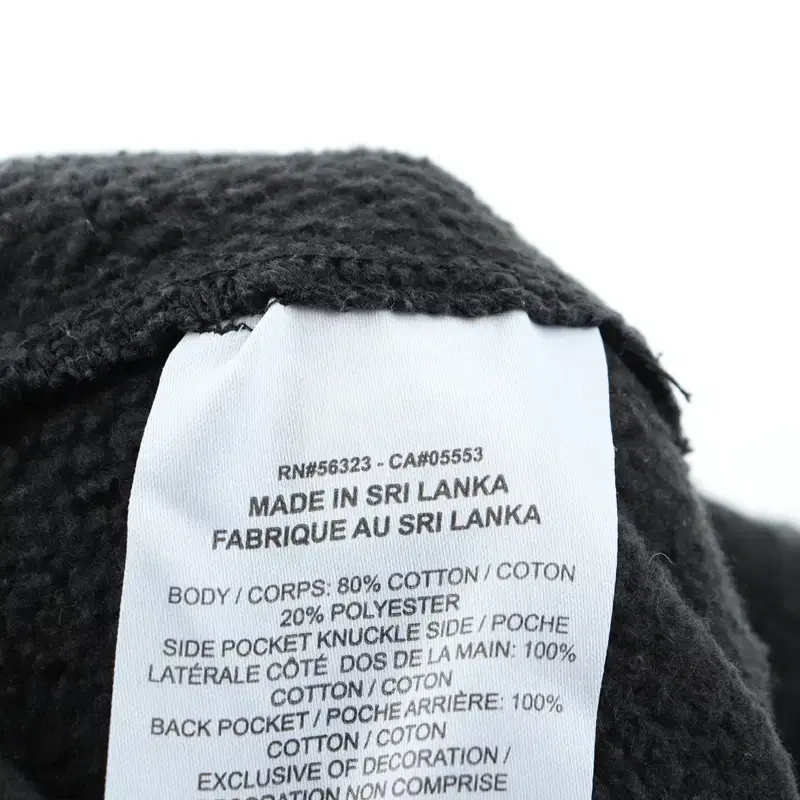 RN#56323 - CA#05553
MADE IN SRI LANKA
FABRIQUE AU SRI LANKA
BODY / CORPS: 80% COTTON / COTON
20% POLYESTER
SIDE POCKET KNUCKLE SIDE / POCHE
LATÉRALE CÔTÉ DOS DE LA MAIN: 100%
COTTON / COTON
BACK POCKET / POCHE ARRIÈRE: 100%
COTTON / COTON
EXCLUSIVE OF DECORATION /
DÉCORATION NON COMPRISE